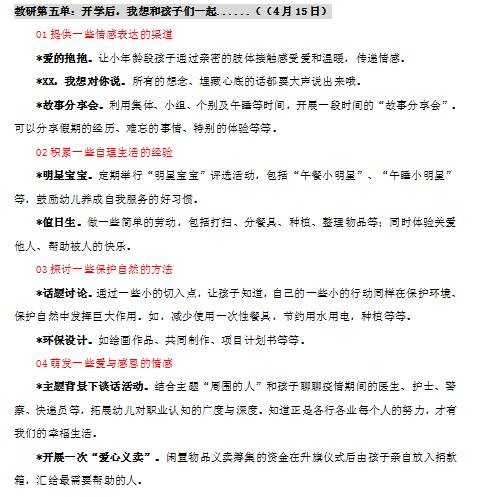 教研第五单：开学后，我想和孩子们一起......（（4月15日）
01 提供一些情感表达的渠道
*爱的抱抱。让小年龄段孩子通过亲密的肢体接触感受爱和温暖，传递情感。
*XX，我想对你说。所有的想念、埋藏心底的话都要大声说出来哦。
*故事分享会。利用集体、小组、个别及午睡等时间，开展一段时间的“故事分享会”。
可以分享假期的经历、难忘的事情、特别的体验等等。
02 积累一些自理生活的经验
*明星宝宝。定期举行“明星宝宝”评选活动，包括“午餐小明星”、“午睡小明星”
等，鼓励幼儿养成自我服务的好习惯。
*值日生。做一些简单的劳动，包括打扫、分餐具、种植、整理物品等；同时体验关爱
他人、帮助被人的快乐。
03 探讨一些保护自然的方法
*话题讨论。通过一些小的切入点，让孩子知道，自己的一些小的行动同样在保护环境、
保护自然中发挥巨大作用。如，减少使用一次性餐具，节约用水用电，种植等等。
*环保设计。如绘画作品、共同制作、项目计划书等等。
04 萌发一些爱与感恩的情感
*主题背景下谈话活动。结合主题“周围的人”和孩子聊聊疫情期间的医生、护士、警
察、快递员等，拓展幼儿对职业认知的广度与深度。知道正是各行各业每个人的努力，才有
我们的幸福生活。
*开展一次“爱心义卖”。闲置物品义卖筹集的资金在升旗仪式后由孩子亲自放入捐款
箱，汇给最需要帮助的人。